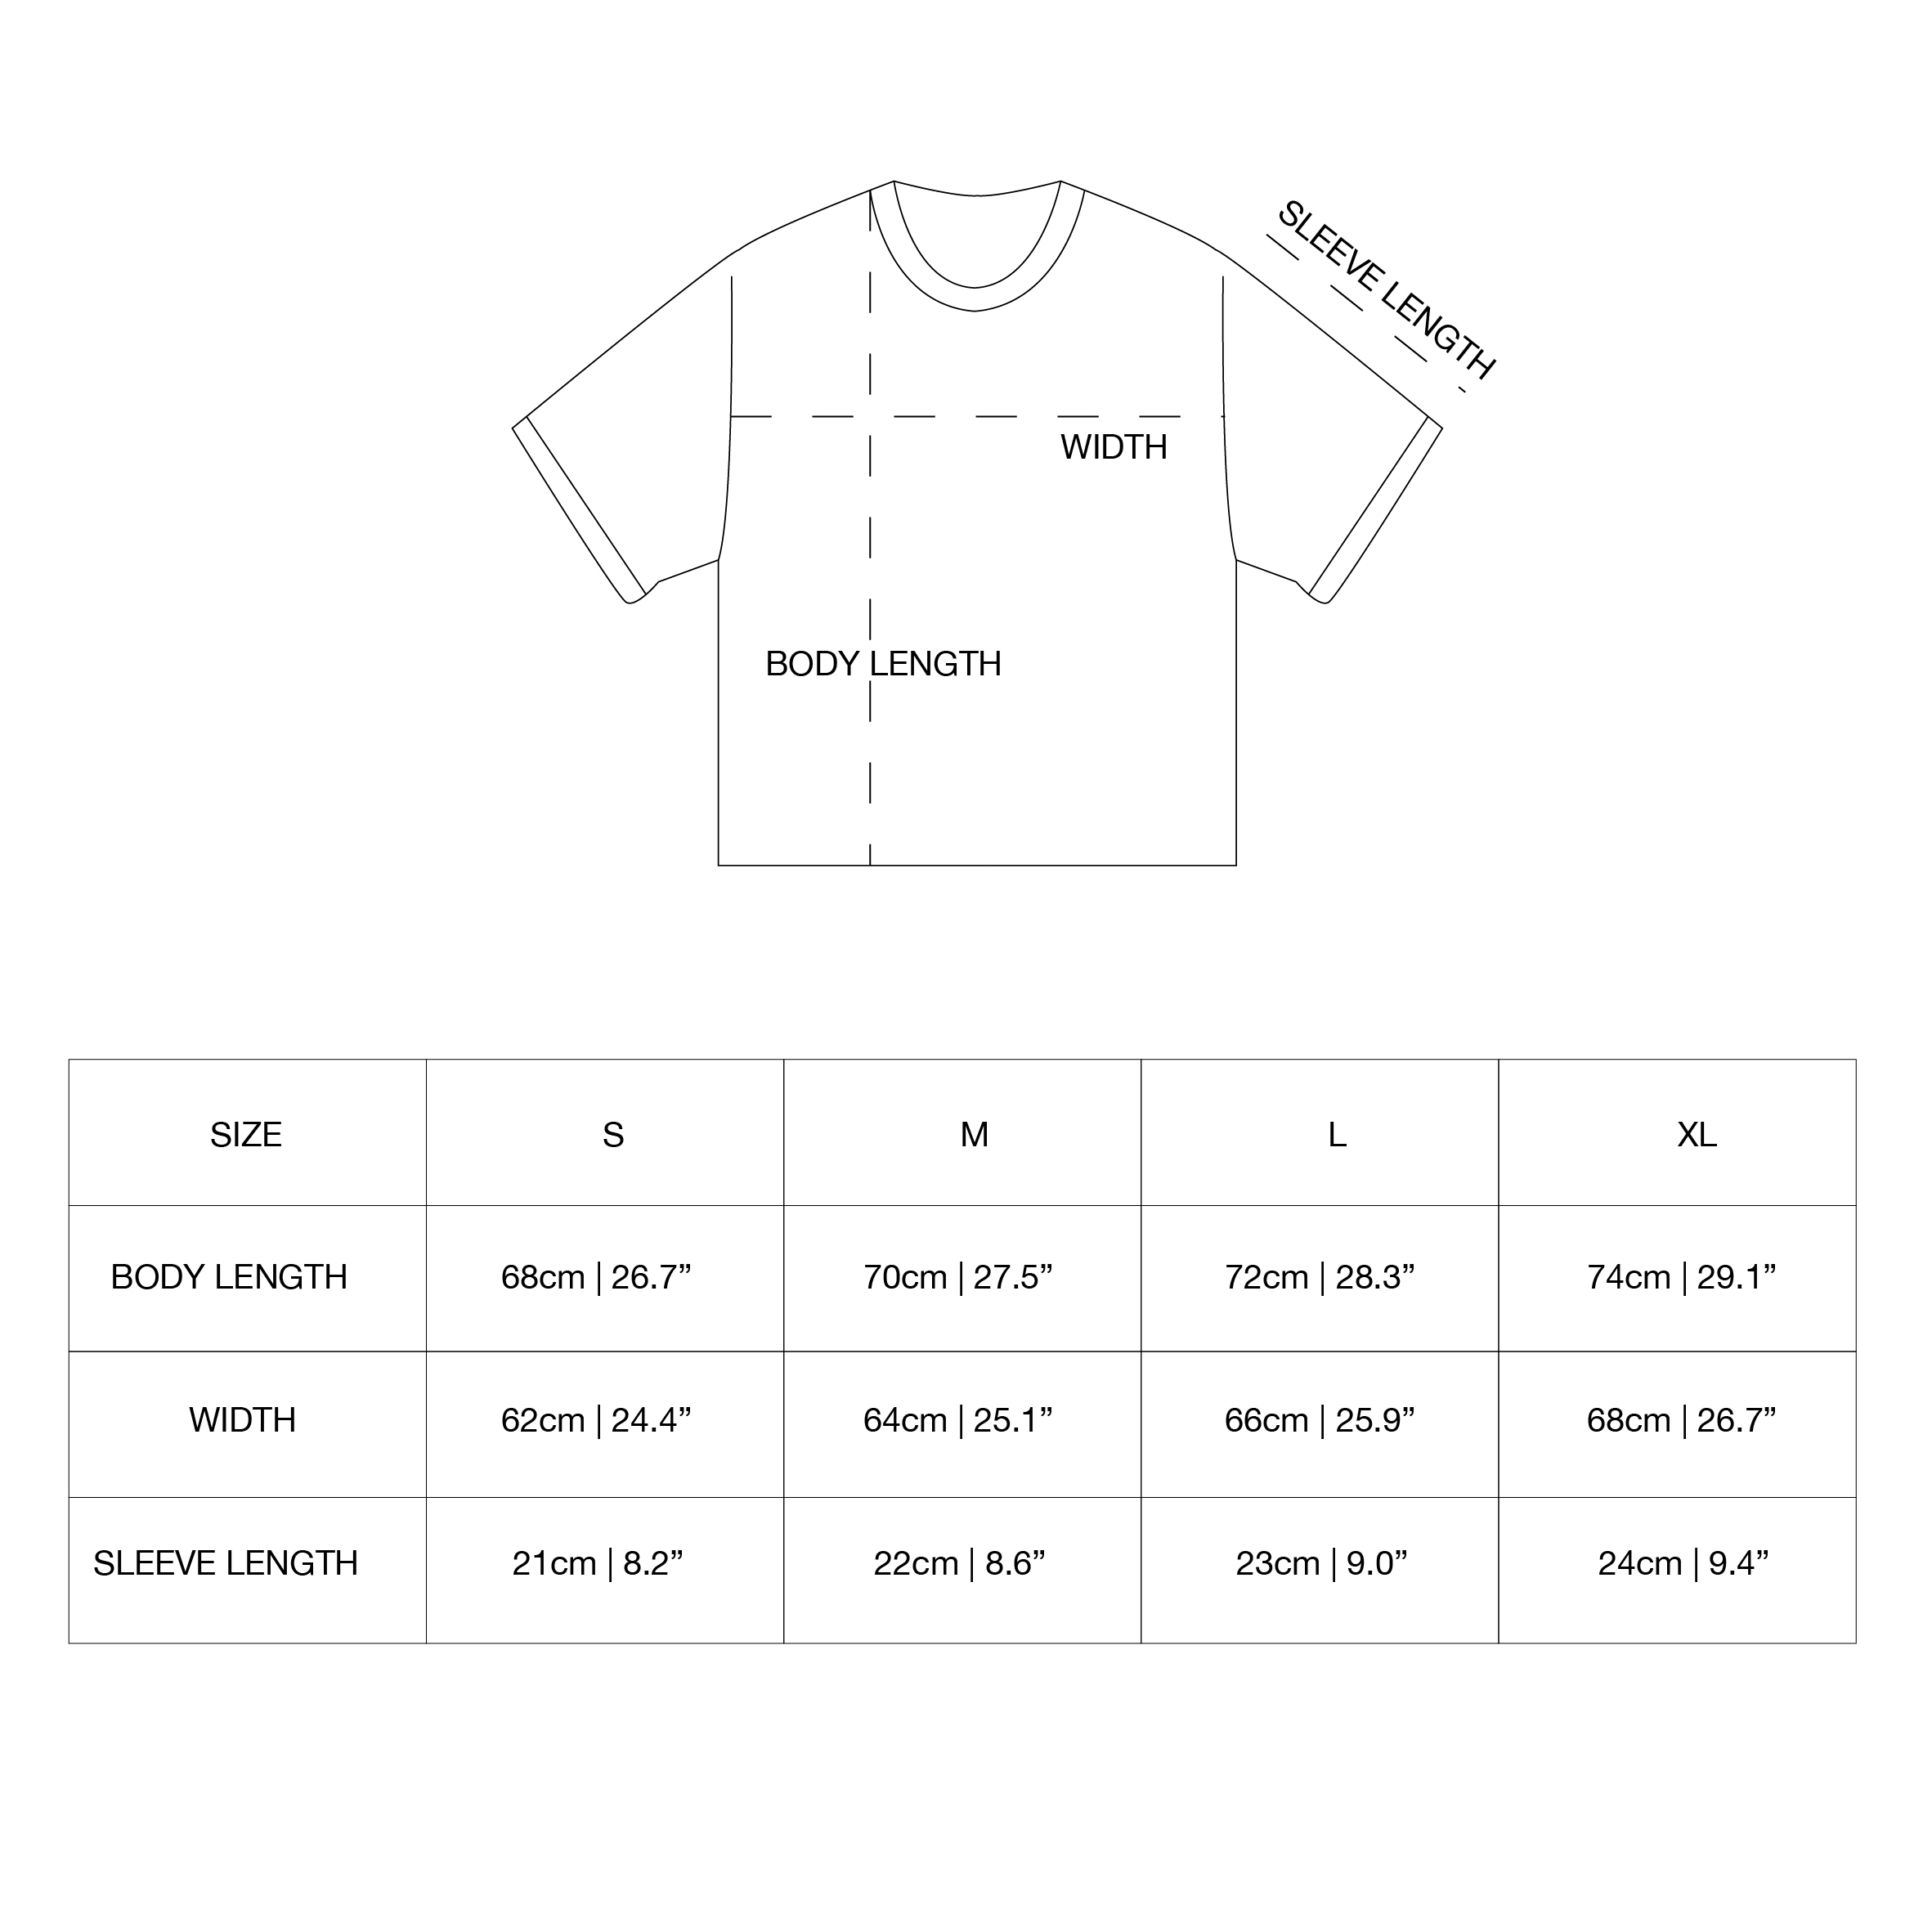 SLEEVE LENGTH
WIDTH
BODY LENGTH
SIZE S M L XL
BODY LENGTH 68cm | 26.7” 70cm | 27.5” 72cm | 28.3” 74cm | 29.1”
WIDTH 62cm | 24.4” 64cm | 25.1” 66cm | 25.9” 68cm | 26.7”
SLEEVE LENGTH 21cm | 8.2” 22cm | 8.6” 23cm | 9.0” 24cm | 9.4”